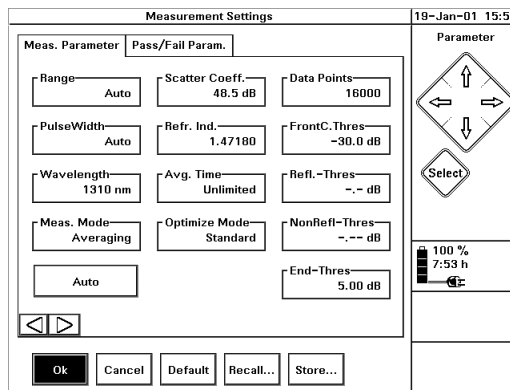 Measurement Settings
19-Jan-01 15:5
Meas. Parameter
Pass/Fail Param.
Parameter
Range
Auto
Scatter Coeff.
48.5 dB
Data Points
16000
PulseWidth
Auto
Refr. Ind.
1.47180
FrontC.Thres
-30.0 dB
Wavelength
1310 nm
Avg. Time
Unlimited
Refl.-Thres
-.- dB
Select
Meas. Mode
Averaging
Optimize Mode
Standard
NonRefl-Thres
-.-- dB
Auto
End-Thres
5.00 dB
100 %
7:53 h
Ok
Cancel
Default
Recall...
Store...